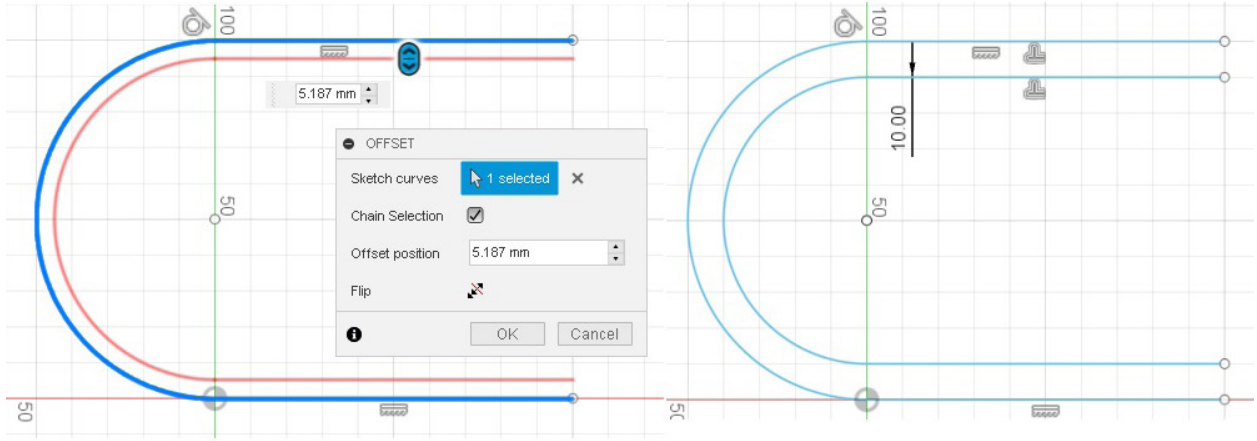 100
5.187 mm
OFFSET
Sketch curves
1 selected
Chain Selection
50
Offset position
5.187 mm
Flip
OK
Cancel
50
100
10.00
50
50